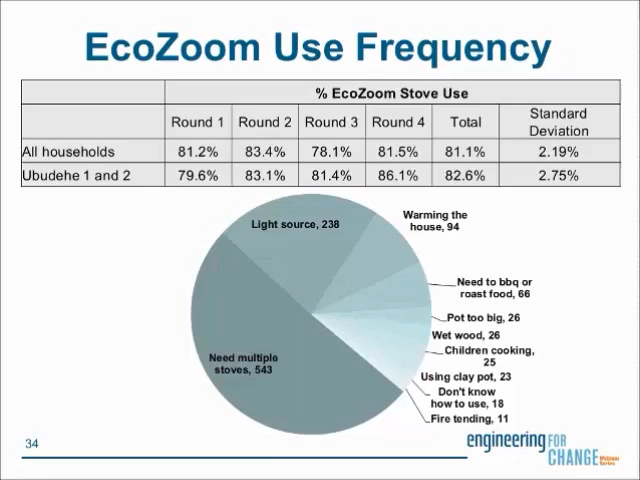 EcoZoom Use Frequency
% EcoZoom Stove Use
Round 1 Round 2 Round 3 Round 4 Total Standard Deviation
All households 81.2% 83.4% 78.1% 81.5% 81.1% 2.19%
Ubudehe 1 and 2 79.6% 83.1% 81.4% 86.1% 82.6% 2.75%
Light source, 238
Warming the
house, 94
Need to bbq or
roast food, 66
Pot too big, 26
Wet wood, 26
Children cooking,
25
Using clay pot, 23
Don't know
how to use, 18
Fire tending, 11
Need multiple
stoves, 543
34
engineering FOR
CHANGE Webinar
Series